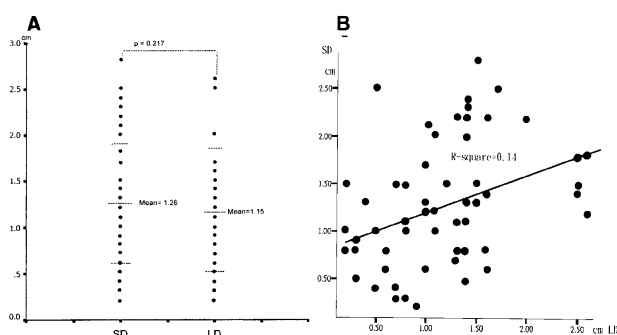 A
cm
3.0
p = 0.217
2.5
2.0
1.5
Mean= 1.26
Mean=1.15
1.0
.5
0.0
SD
LD
B
SD
cm
2.50
2.00
1.50
1.00
0.50
R-square=0.14
0.50 1.00 1.50 2.00 2.50 cm LD